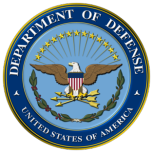 DEPARTMENT OF DEFENSE
UNITED STATES OF AMERICA